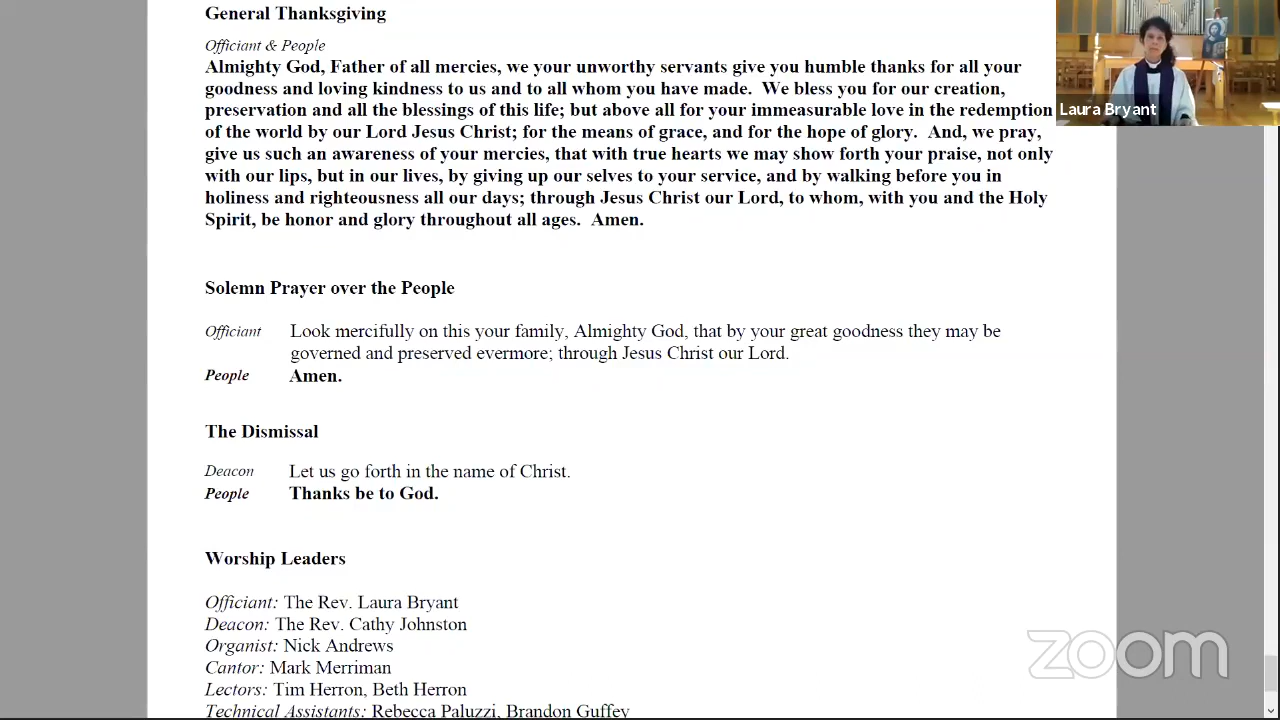 General Thanksgiving
Officiant & People
Almighty God, Father of all mercies, we your unworthy servants give you humble thanks for all your
goodness and loving kindness to us and to all whom you have made.  We bless you for our creation,
preservation and all the blessings of this life; but above all for your immeasurable love in the redemption
of the world by our Lord Jesus Christ; for the means of grace, and for the hope of glory.  And, we pray,
give us such an awareness of your mercies, that with true hearts we may show forth your praise, not only
with our lips, but in our lives, by giving up our selves to your service, and by walking before you in
holiness and righteousness all our days; through Jesus Christ our Lord, to whom, with you and the Holy
Spirit, be honor and glory throughout all ages.  Amen.
Laura Bryant
Solemn Prayer over the People
Officiant Look mercifully on this your family, Almighty God, that by your great goodness they may be
governed and preserved evermore; through Jesus Christ our Lord.
People Amen.
The Dismissal
Deacon Let us go forth in the name of Christ.
People Thanks be to God.
Worship Leaders
Officiant: The Rev. Laura Bryant
Deacon: The Rev. Cathy Johnston
Organist: Nick Andrews
Cantor: Mark Merriman
Lectors: Tim Herron, Beth Herron
Technical Assistants: Rebecca Paluzzi, Brandon Guffey
zoom